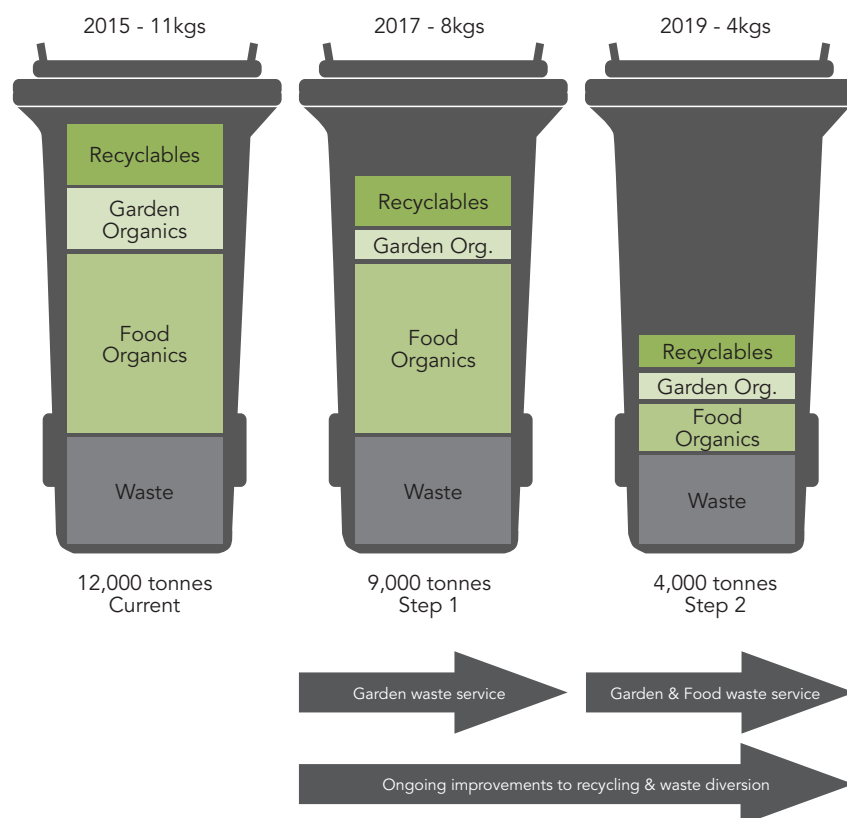 2015 - 11kgs
Recyclables
Garden
Organics
Food
Organics
Waste
12,000 tonnes
Current
2017 - 8kgs
Recyclables
Garden Org.
Food
Organics
Waste
9,000 tonnes
Step 1
2019 - 4kgs
Recyclables
Garden Org.
Food
Organics
Waste
4,000 tonnes
Step 2
Garden waste service
Garden & Food waste service
Ongoing improvements to recycling & waste diversion